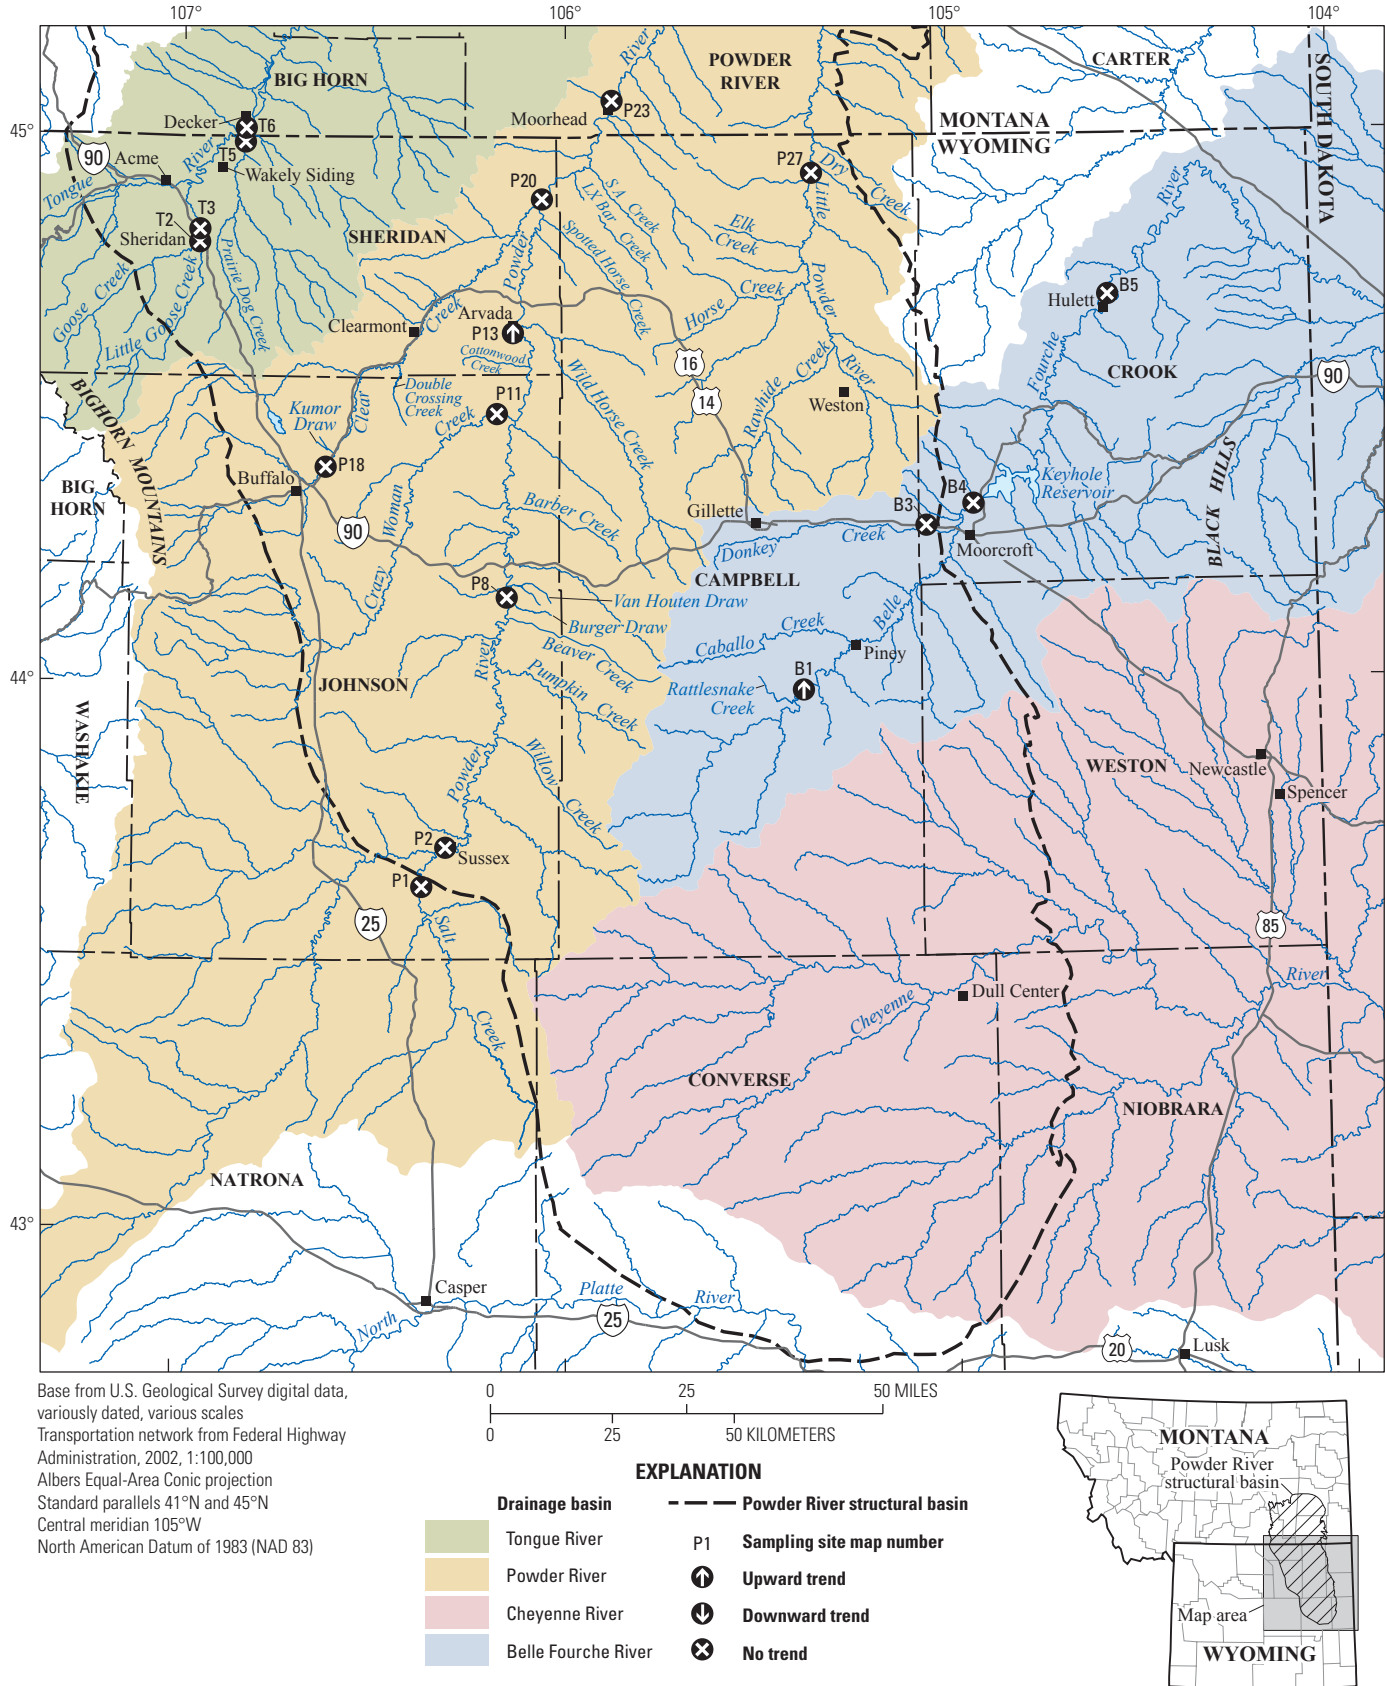 107°
106°
105°
104°
45°
44°
43°
BIG HORN
POWDER
RIVER
CARTER
SOUTH DAKOTA
MONTANA
WYOMING
Decker
T6
T5
Moorhead
P23
River
90
Acme
River
Wakely Siding
Tongue
P27
Dry
Creek
Little
Powder
River
P20
SA Creek
LX Bar Creek
Elk
Creek
T3
T2
Sheridan
SHERIDAN
Spotted Horse Creek
Powder
Prairie Dog Creek
Goose Creek
Little Goose Creek
Horse Creek
River
B5
Hulett
Clearmont
Creek
Arvada
P13
Cottonwood
Creek
16
14
Fourche
CROOK
90
Double
Crossing
Creek
P11
Creek
Wild Horse Creek
Rawhide Creek
Weston
BIGHORN MOUNTAINS
Kumor
Draw
Clear
P18
Buffalo
BIG
HORN
BLACK HILLS
Keyhole
Reservoir
B4
B3
Gillette
Moorcroft
90
Woman
Crazy
Barber Creek
Donkey
Creek
CAMPBELL
P8
Van Houten Draw
Burger Draw
Belle
Beaver Creek
Caballo
Creek
Piney
River
Pumpkin Creek
B1
Rattlesnake
Creek
JOHNSON
WASHAKIE
Powder
Willow Creek
WESTON
Newcastle
Spencer
P2
Sussex
P1
Salt
25
85
River
Cheyenne
Dull Center
Creek
CONVERSE
NIOBRARA
NATRONA
Casper
North
Platte
River
25
20
Lusk
Base from U.S. Geological Survey digital data,
variously dated, various scales
Transportation network from Federal Highway
Administration, 2002, 1:100,000
Albers Equal-Area Conic projection
Standard parallels 41°N and 45°N
Central meridian 105°W
North American Datum of 1983 (NAD 83)
0 25 50 MILES
0 25 50 KILOMETERS
EXPLANATION
Drainage basin
Tongue River
Powder River
Cheyenne River
Belle Fourche River
Powder River structural basin
P1 Sampling site map number
Upward trend
Downward trend
No trend
MONTANA
Powder River
structural basin
Map area
WYOMING